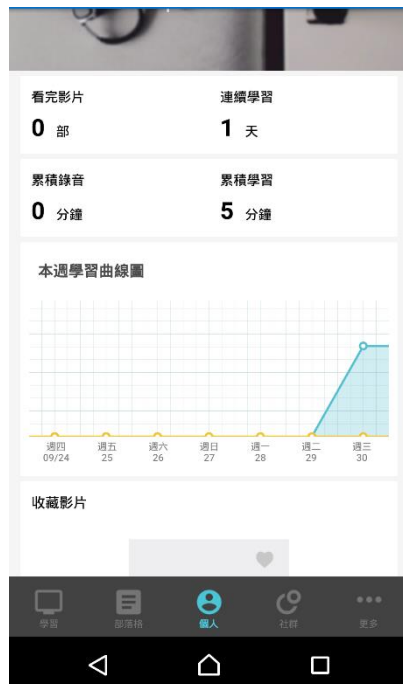 看完影片 連續學習
0 部 1 天
累積錄音 累積學習
0 分鐘 5 分鐘
本週學習曲線圖
週四 週五 週六 週日 週一 週二 週三
09/24 25 26 27 28 29 30
收藏影片
學習 部落格 個人 社群 更多